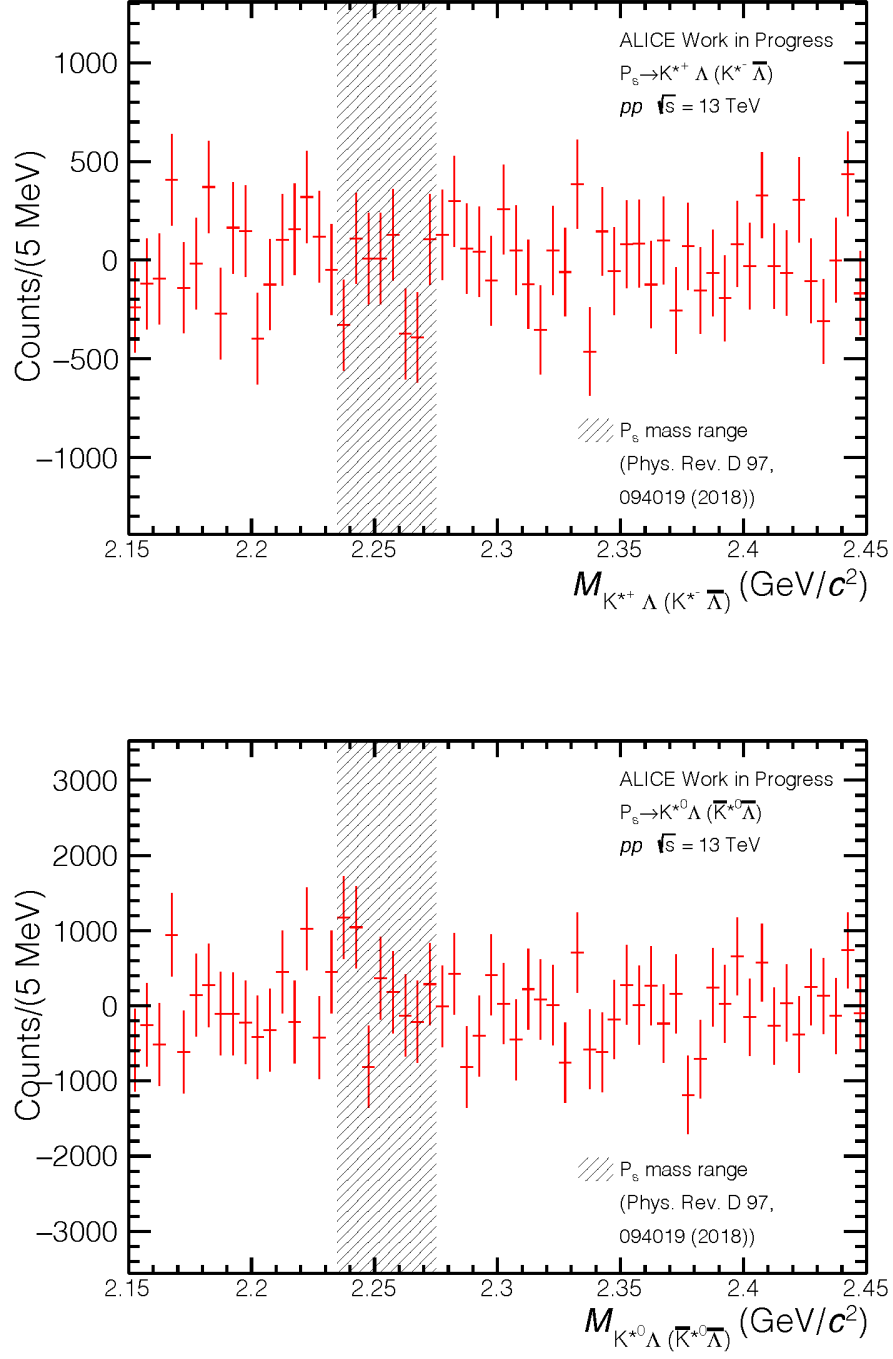 1000
500
0
−500
−1000
Counts/(5 MeV)
ALICE Work in Progress
Pₛ→K*⁺ Λ (K*⁻ Λ̅)
pp √s = 13 TeV
Pₛ mass range
(Phys. Rev. D 97,
094019 (2018))
2.15 2.2 2.25 2.3 2.35 2.4 2.45
M K*⁺ Λ (K*⁻ Λ̅) (GeV/c²)
3000
2000
1000
0
−1000
−2000
−3000
Counts/(5 MeV)
ALICE Work in Progress
Pₛ→K*⁰Λ (K̅*⁰Λ̅)
pp √s = 13 TeV
Pₛ mass range
(Phys. Rev. D 97,
094019 (2018))
2.15 2.2 2.25 2.3 2.35 2.4 2.45
M K*⁰Λ (K̅*⁰Λ̅) (GeV/c²)